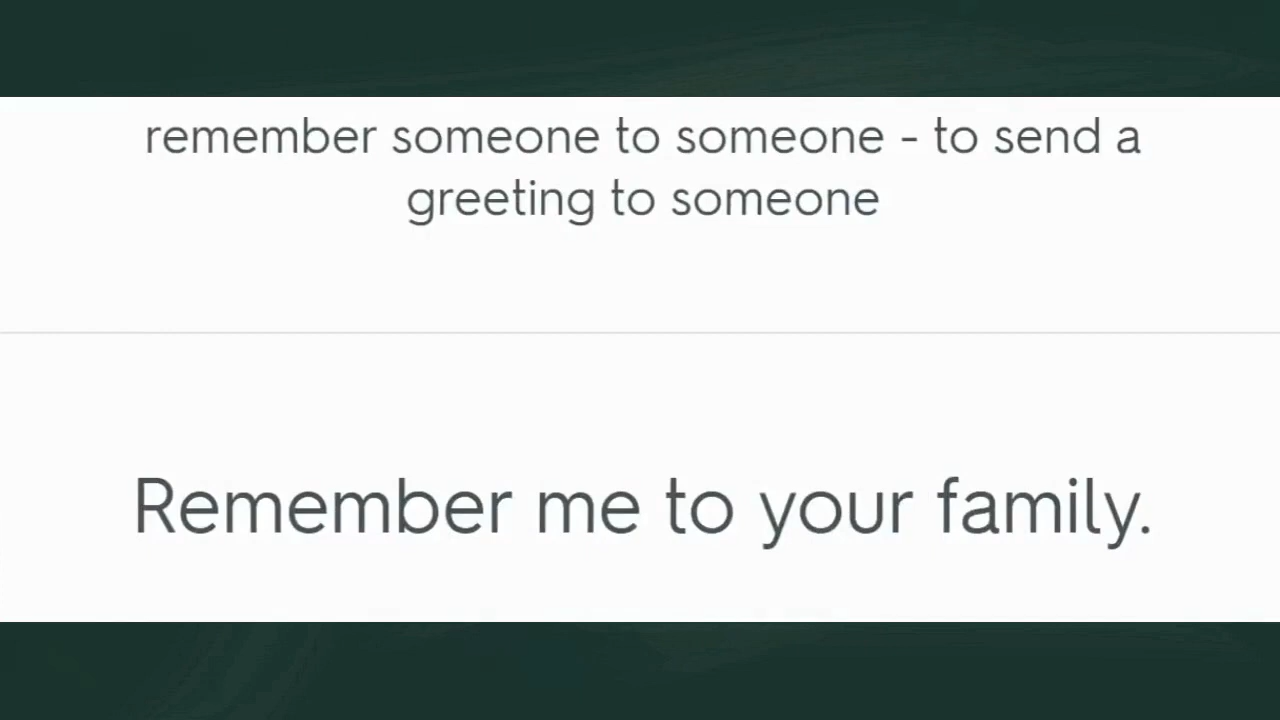 remember someone to someone - to send a
greeting to someone
Remember me to your family.